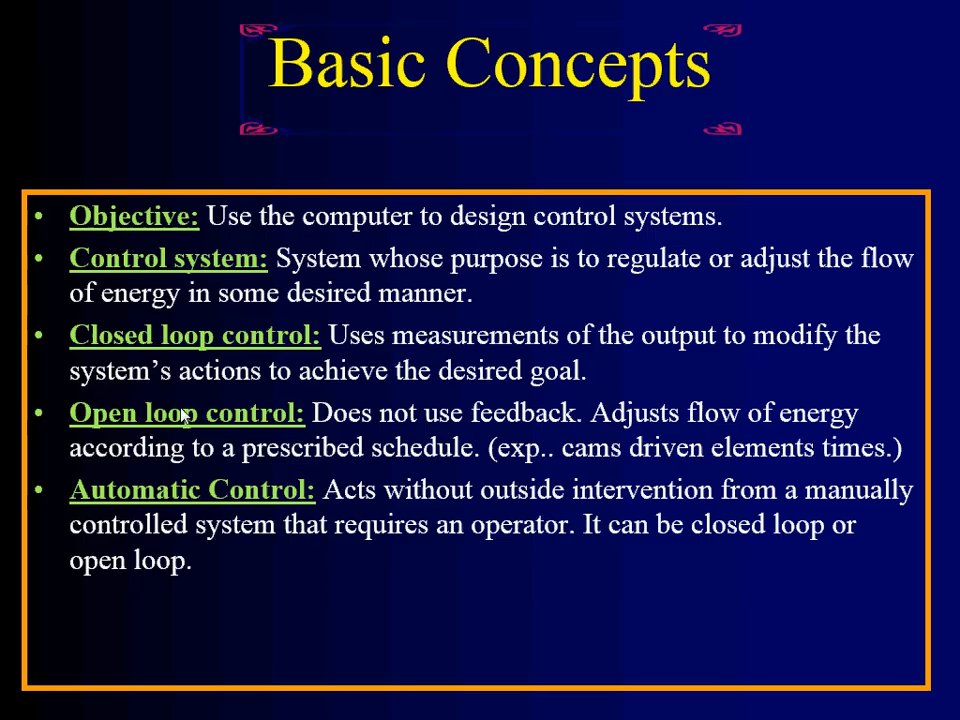 Basic Concepts
• Objective: Use the computer to design control systems.
• Control system: System whose purpose is to regulate or adjust the flow
of energy in some desired manner.
• Closed loop control: Uses measurements of the output to modify the
system’s actions to achieve the desired goal.
• Open loop control: Does not use feedback. Adjusts flow of energy
according to a prescribed schedule. (exp.. cams driven elements times.)
• Automatic Control: Acts without outside intervention from a manually
controlled system that requires an operator. It can be closed loop or
open loop.